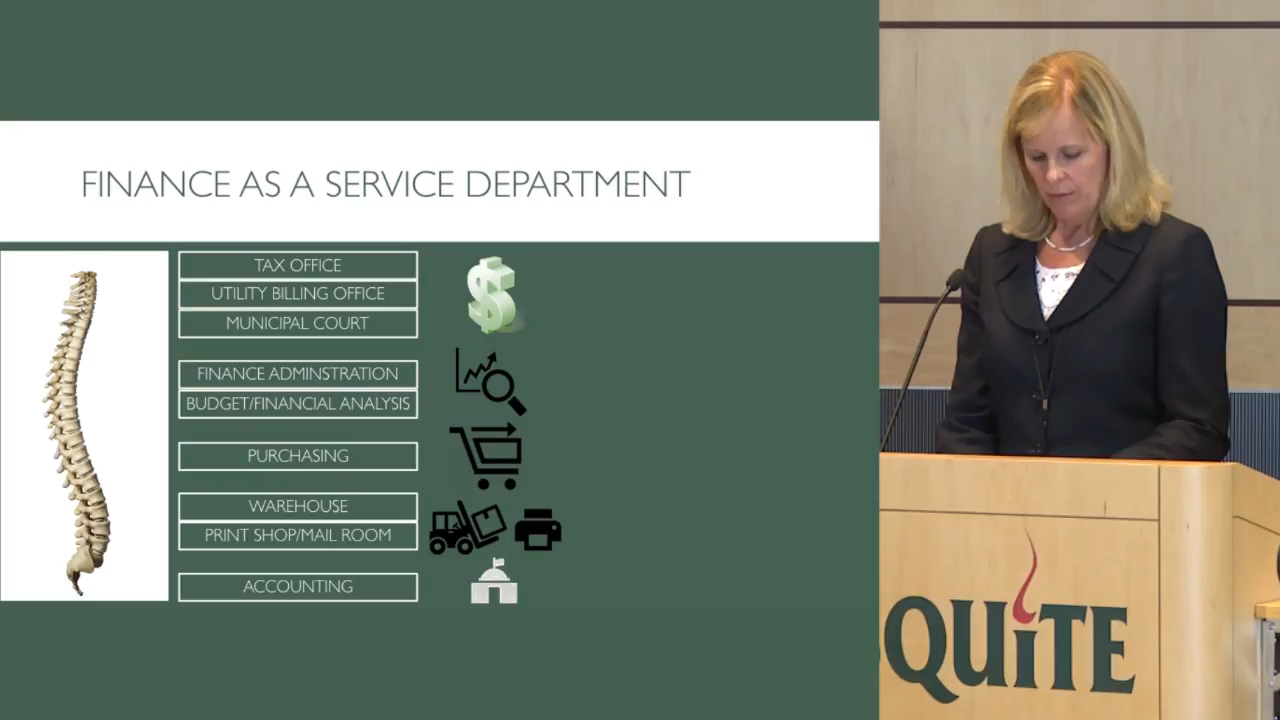 FINANCE AS A SERVICE DEPARTMENT
TAX OFFICE
UTILITY BILLING OFFICE
MUNICIPAL COURT
FINANCE ADMINSTRATION
BUDGET/FINANCIAL ANALYSIS
PURCHASING
WAREHOUSE
PRINT SHOP/MAIL ROOM
ACCOUNTING
QUiTE